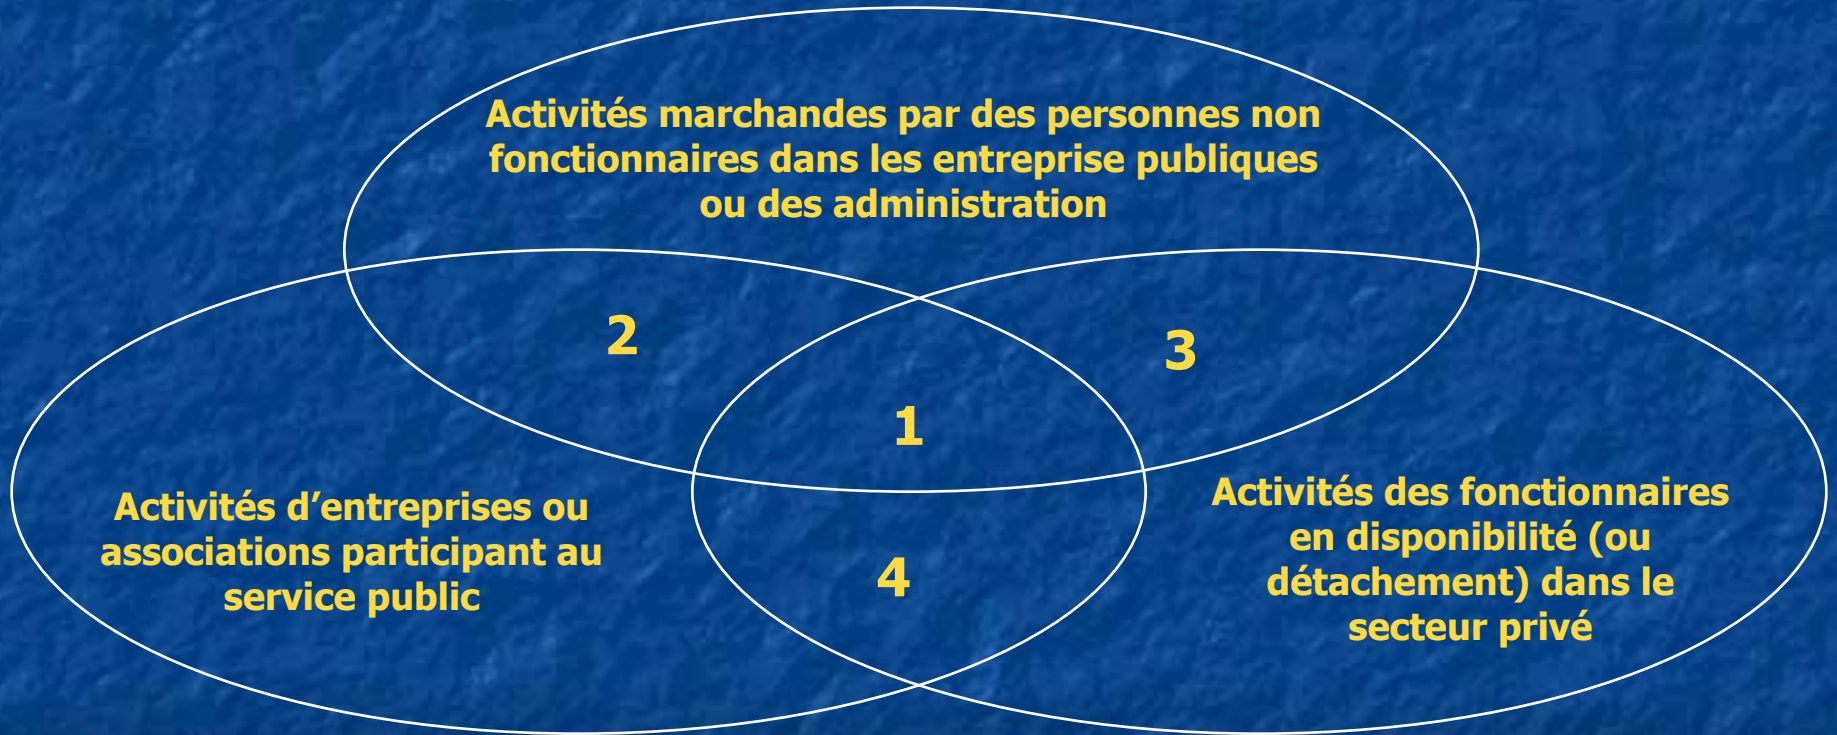 Activités marchandes par des personnes non
fonctionnaires dans les entreprise publiques
ou des administration
2
3
1
Activités d’entreprises ou
associations participant au
service public
4
Activités des fonctionnaires
en disponibilité (ou
détachement) dans le
secteur privé